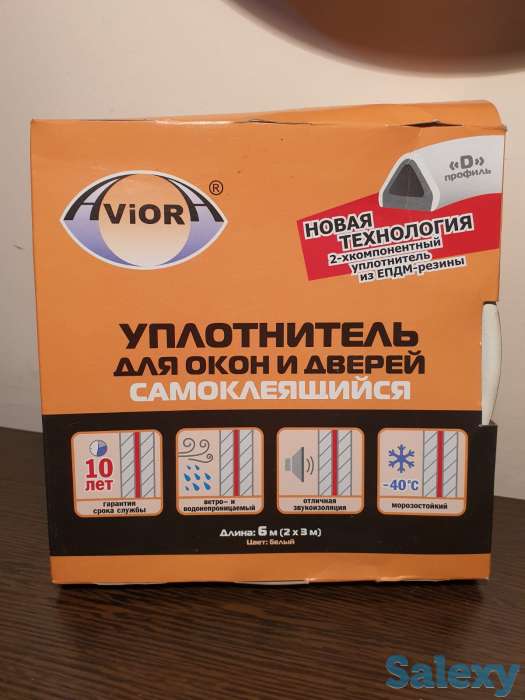 AViORA®
«D»
профиль
НОВАЯ
ТЕХНОЛОГИЯ
2-хкомпонентный
уплотнитель
из ЕПДМ-резины
УПЛОТНИТЕЛЬ
ДЛЯ ОКОН И ДВЕРЕЙ
САМОКЛЕЯЩИЙСЯ
10
лет
гарантия
срока службы
ветро- и
водонепроницаемый
отличная
звукоизоляция
-40°C
морозостойкий
Длина: 6 м (2 x 3 м)
Цвет: белый
Salexy